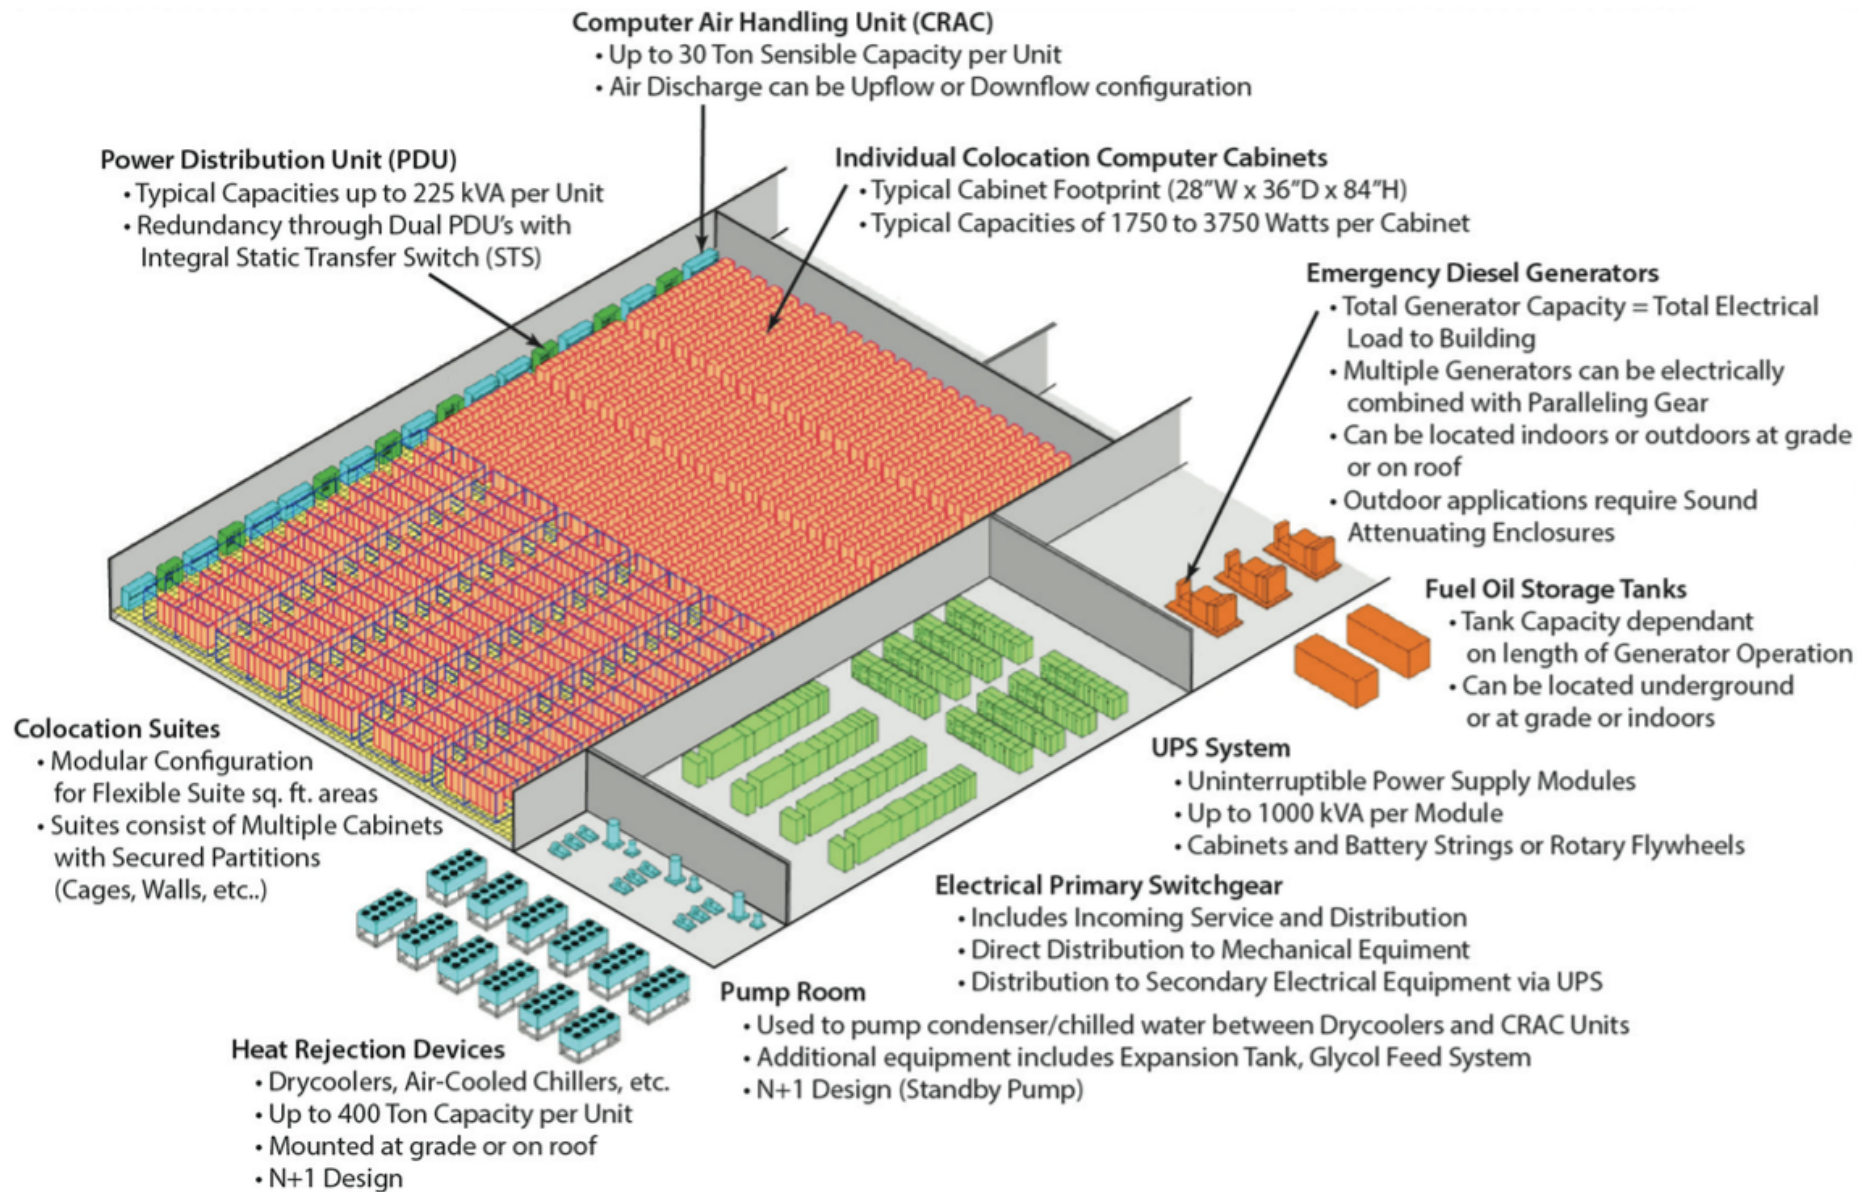 Computer Air Handling Unit (CRAC)
• Up to 30 Ton Sensible Capacity per Unit
• Air Discharge can be Upflow or Downflow configuration
Power Distribution Unit (PDU)
• Typical Capacities up to 225 kVA per Unit
• Redundancy through Dual PDU's with
Integral Static Transfer Switch (STS)
Individual Colocation Computer Cabinets
• Typical Cabinet Footprint (28"W x 36"D x 84"H)
• Typical Capacities of 1750 to 3750 Watts per Cabinet
Emergency Diesel Generators
• Total Generator Capacity = Total Electrical
Load to Building
• Multiple Generators can be electrically
combined with Paralleling Gear
• Can be located indoors or outdoors at grade
or on roof
• Outdoor applications require Sound
Attenuating Enclosures
Fuel Oil Storage Tanks
• Tank Capacity dependant
on length of Generator Operation
• Can be located underground
or at grade or indoors
Colocation Suites
• Modular Configuration
for Flexible Suite sq. ft. areas
• Suites consist of Multiple Cabinets
with Secured Partitions
(Cages, Walls, etc..)
UPS System
• Uninterruptible Power Supply Modules
• Up to 1000 kVA per Module
• Cabinets and Battery Strings or Rotary Flywheels
Electrical Primary Switchgear
• Includes Incoming Service and Distribution
• Direct Distribution to Mechanical Equiment
• Distribution to Secondary Electrical Equipment via UPS
Pump Room
• Used to pump condenser/chilled water between Drycoolers and CRAC Units
• Additional equipment includes Expansion Tank, Glycol Feed System
• N+1 Design (Standby Pump)
Heat Rejection Devices
• Drycoolers, Air-Cooled Chillers, etc.
• Up to 400 Ton Capacity per Unit
• Mounted at grade or on roof
• N+1 Design